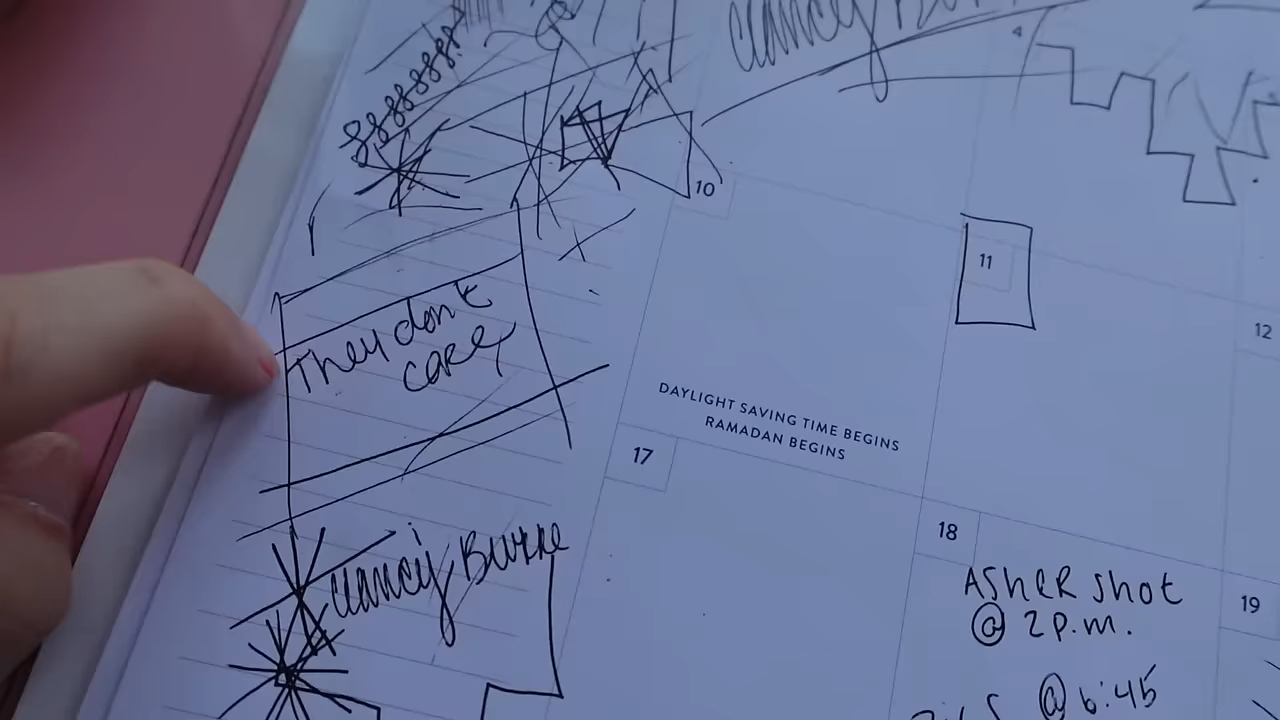 Clancy
4
10
11
12
They don't
care
DAYLIGHT SAVING TIME BEGINS
RAMADAN BEGINS
17
Clancy Burke
18
ASHER Shot
@ 2 p.m.
19
@ 6:45